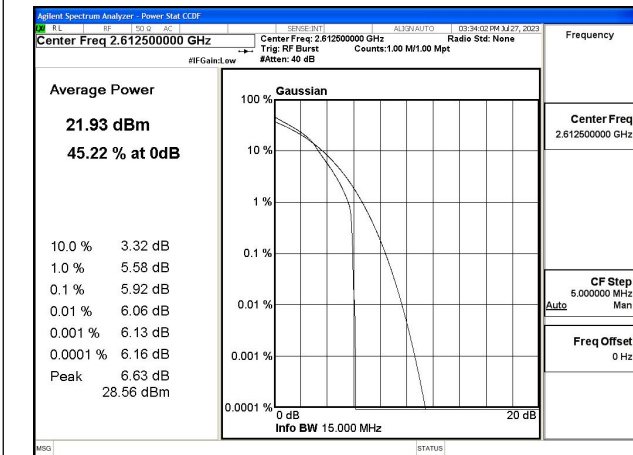 Agilent Spectrum Analyzer - Power Stat CCDF
RL RF 50 Ω AC SENSE:INT ALIGNAUTO 03:34:02 PM Jul 27, 2023
Center Freq 2.612500000 GHz
Center Freq: 2.612500000 GHz Radio Std: None
Trig: RF Burst Counts:1.00 M/1.00 Mpt
#IFGain:Low #Atten: 40 dB
Frequency
Average Power
21.93 dBm
45.22 % at 0dB
10.0 % 3.32 dB
1.0 % 5.58 dB
0.1 % 5.92 dB
0.01 % 6.06 dB
0.001 % 6.13 dB
0.0001 % 6.16 dB
Peak 6.63 dB
28.56 dBm
Gaussian
100 %
10 %
1 %
0.1 %
0.01 %
0.001 %
0.0001 %
0 dB 20 dB
Info BW 15.000 MHz
Center Freq
2.612500000 GHz
CF Step
5.000000 MHz
Auto Man
Freq Offset
0 Hz
MSG STATUS